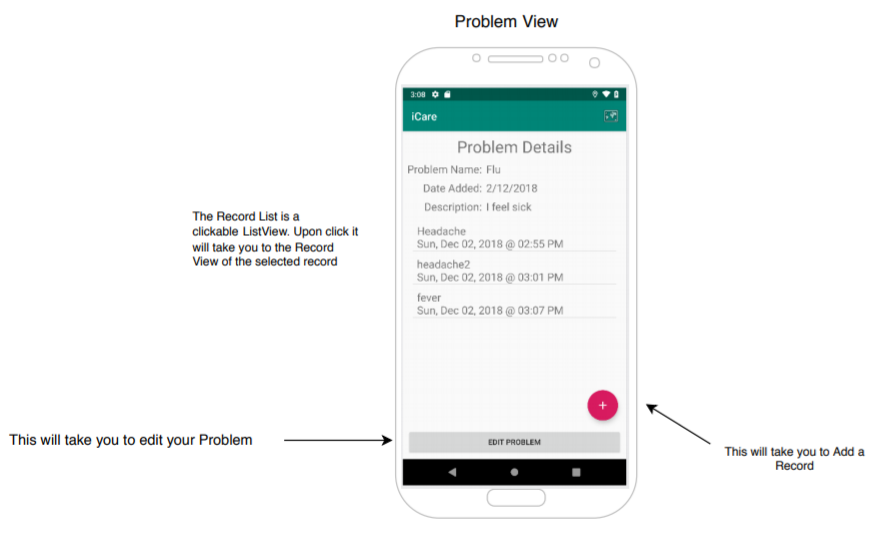 Problem View
3:08
iCare
Problem Details
Problem Name: Flu
Date Added: 2/12/2018
Description: I feel sick
The Record List is a
clickable ListView. Upon click it
will take you to the Record
View of the selected record
Headache
Sun, Dec 02, 2018 @ 02:55 PM
headache2
Sun, Dec 02, 2018 @ 03:01 PM
fever
Sun, Dec 02, 2018 @ 03:07 PM
+
This will take you to edit your Problem
EDIT PROBLEM
This will take you to Add a
Record